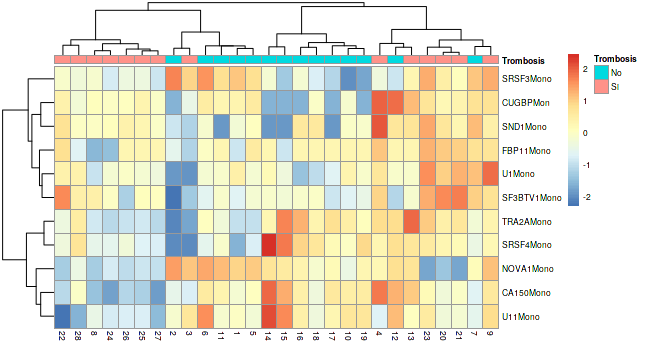 Trombosis
SRSF3Mono
CUGBPMon
SND1Mono
FBP11Mono
U1Mono
SF3BTV1Mono
TRA2AMono
SRSF4Mono
NOVA1Mono
CA150Mono
U11Mono
22 28 8 24 26 25 27 2 3 6 11 1 5 14 15 16 18 17 10 19 4 12 13 23 20 21 7 9
2
1
0
-1
-2
Trombosis
No
SI